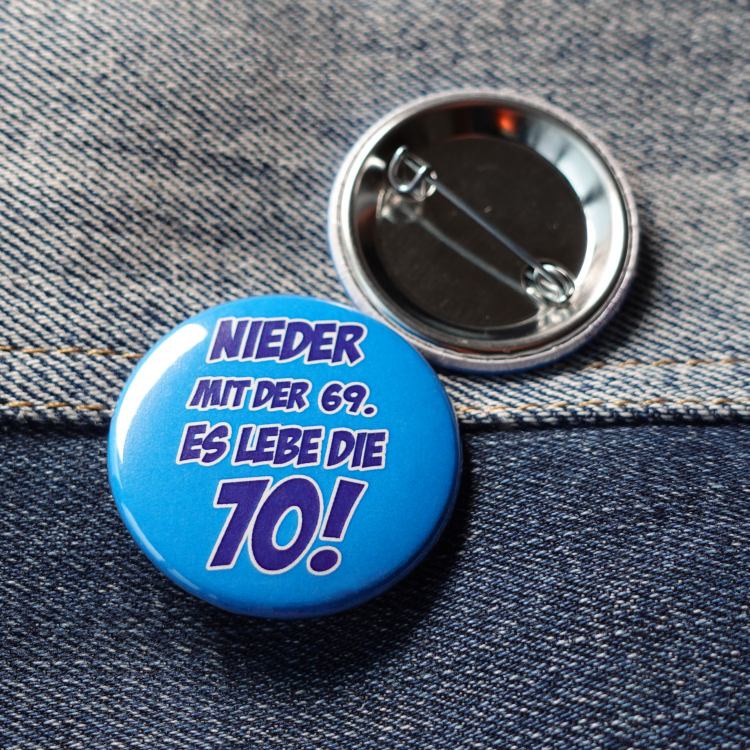 NIEDER
MIT DER 69.
ES LEBE DIE
70!